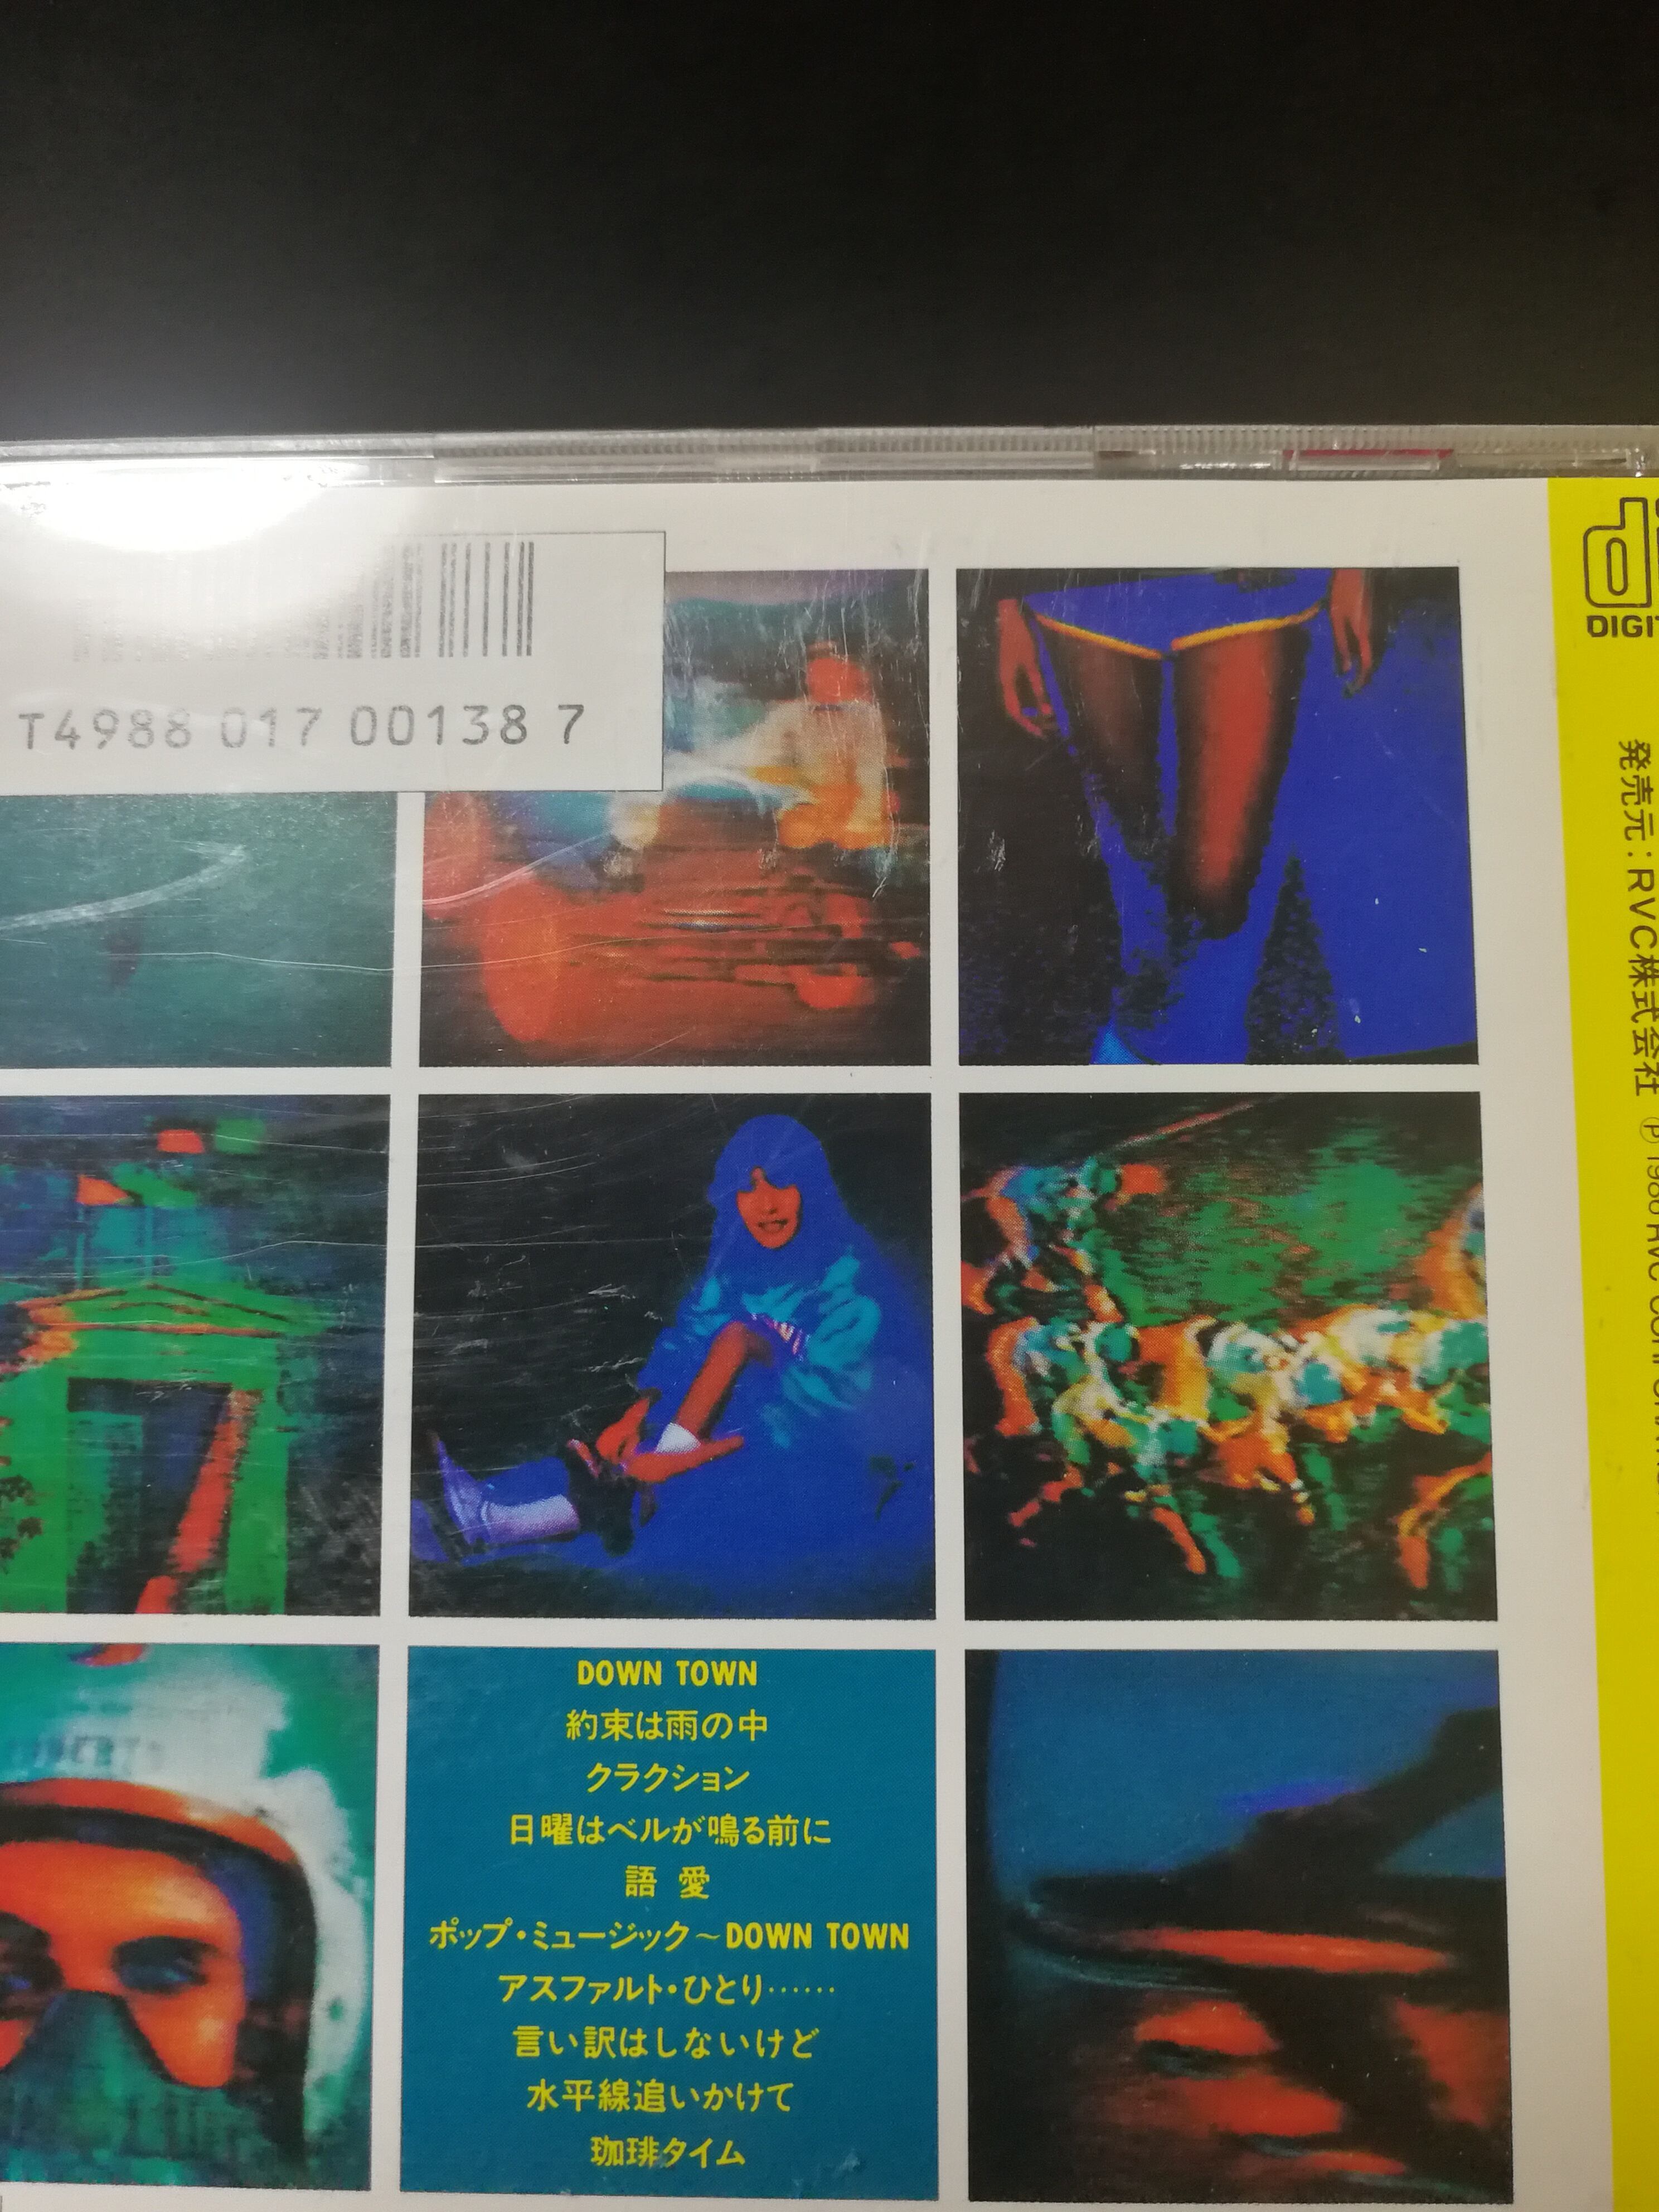 T4988 017 00138 7
DIGIT
発売元：RVC株式会社 Ⓟ 1986 RVC CORPORATION
DOWN TOWN
約束は雨の中
クラクション
日曜はベルが鳴る前に
語愛
ポップ・ミュージック～DOWN TOWN
アスファルト・ひとり……
言い訳はしないけど
水平線追いかけて
珈琲タイム